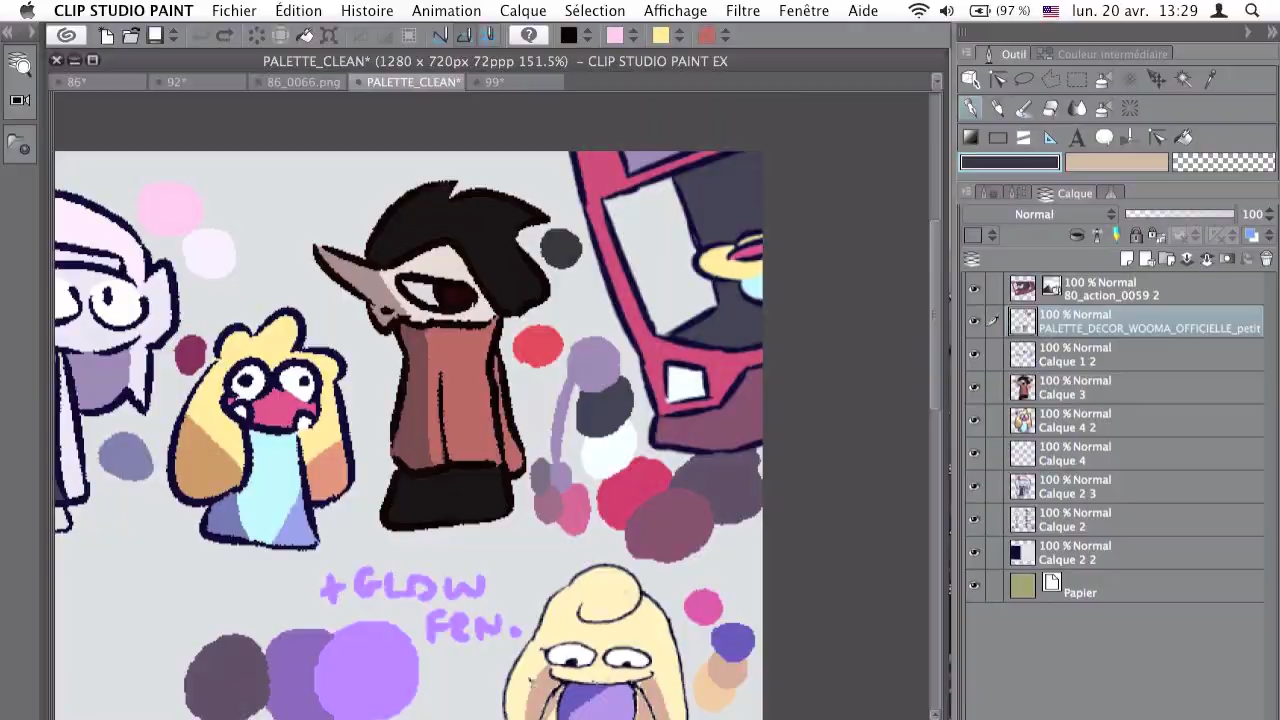 CLIP STUDIO PAINT Fichier Édition Histoire Animation Calque Sélection Affichage Filtre Fenêtre Aide (97 %) lun. 20 avr. 13:29
PALETTE_CLEAN* (1280 x 720px 72ppp 151.5%) – CLIP STUDIO PAINT EX
86* 92* 86_0066.png PALETTE_CLEAN* 99*
Outil Couleur intermédiaire
Calque
Normal 100
100 % Normal
80_action_0059 2
100 % Normal
PALETTE_DECOR_WOOMA_OFFICIELLE_petit
100 % Normal
Calque 1 2
100 % Normal
Calque 3
100 % Normal
Calque 4 2
100 % Normal
Calque 4
100 % Normal
Calque 2 3
100 % Normal
Calque 2
100 % Normal
Calque 2 2
Papier
+GLOW
FEN.